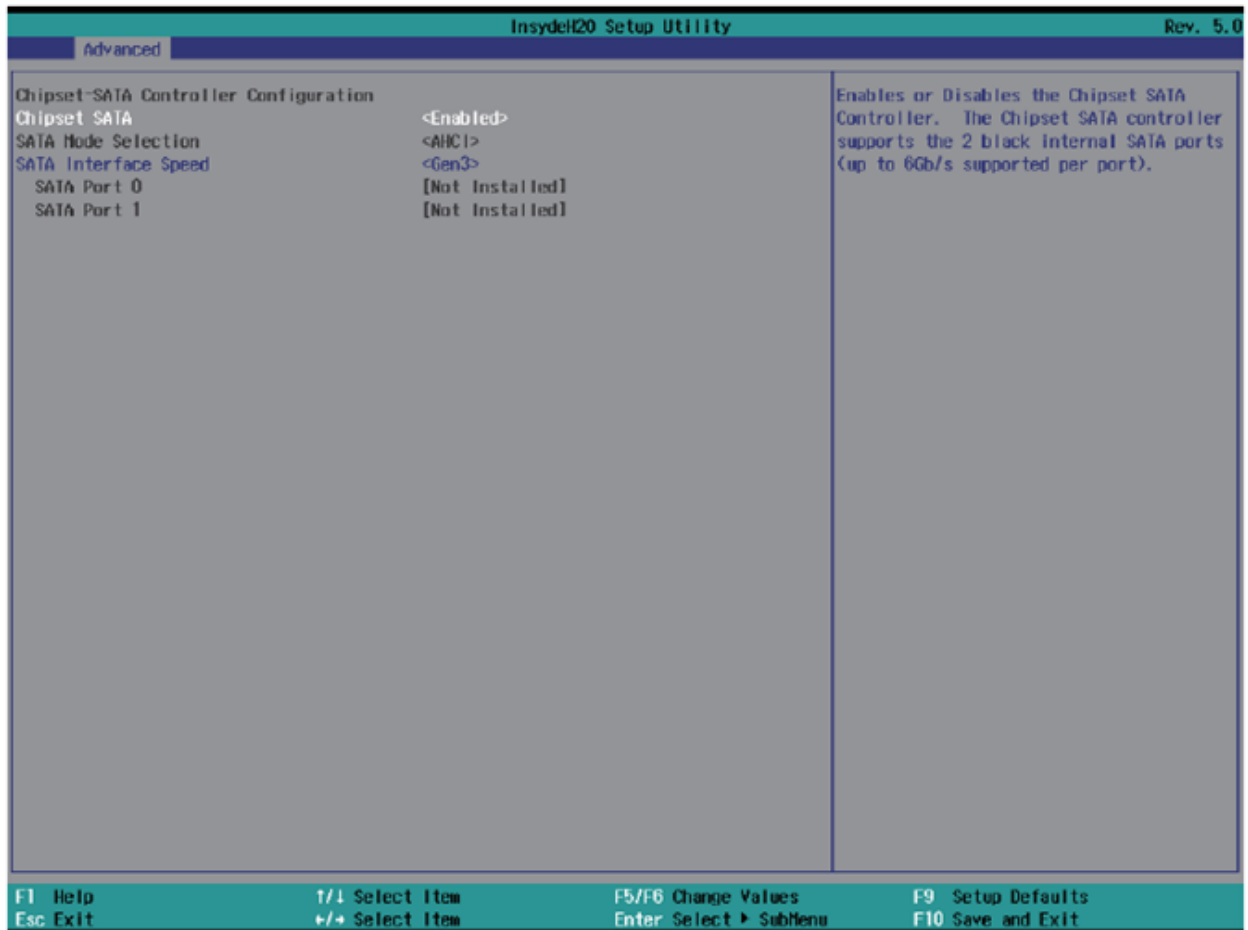 InsydeH20 Setup Utility Rev. 5.0
Advanced
Chipset-SATA Controller Configuration
Chipset SATA <Enabled>
SATA Mode Selection <AHCI>
SATA Interface Speed <Gen3>
SATA Port 0 [Not Installed]
SATA Port 1 [Not Installed]
Enables or Disables the Chipset SATA
Controller. The Chipset SATA controller
supports the 2 black internal SATA ports
(up to 6Gb/s supported per port).
F1 Help ↑/↓ Select Item F5/F6 Change Values F9 Setup Defaults
Esc Exit ←/→ Select Item Enter Select ▶ SubMenu F10 Save and Exit